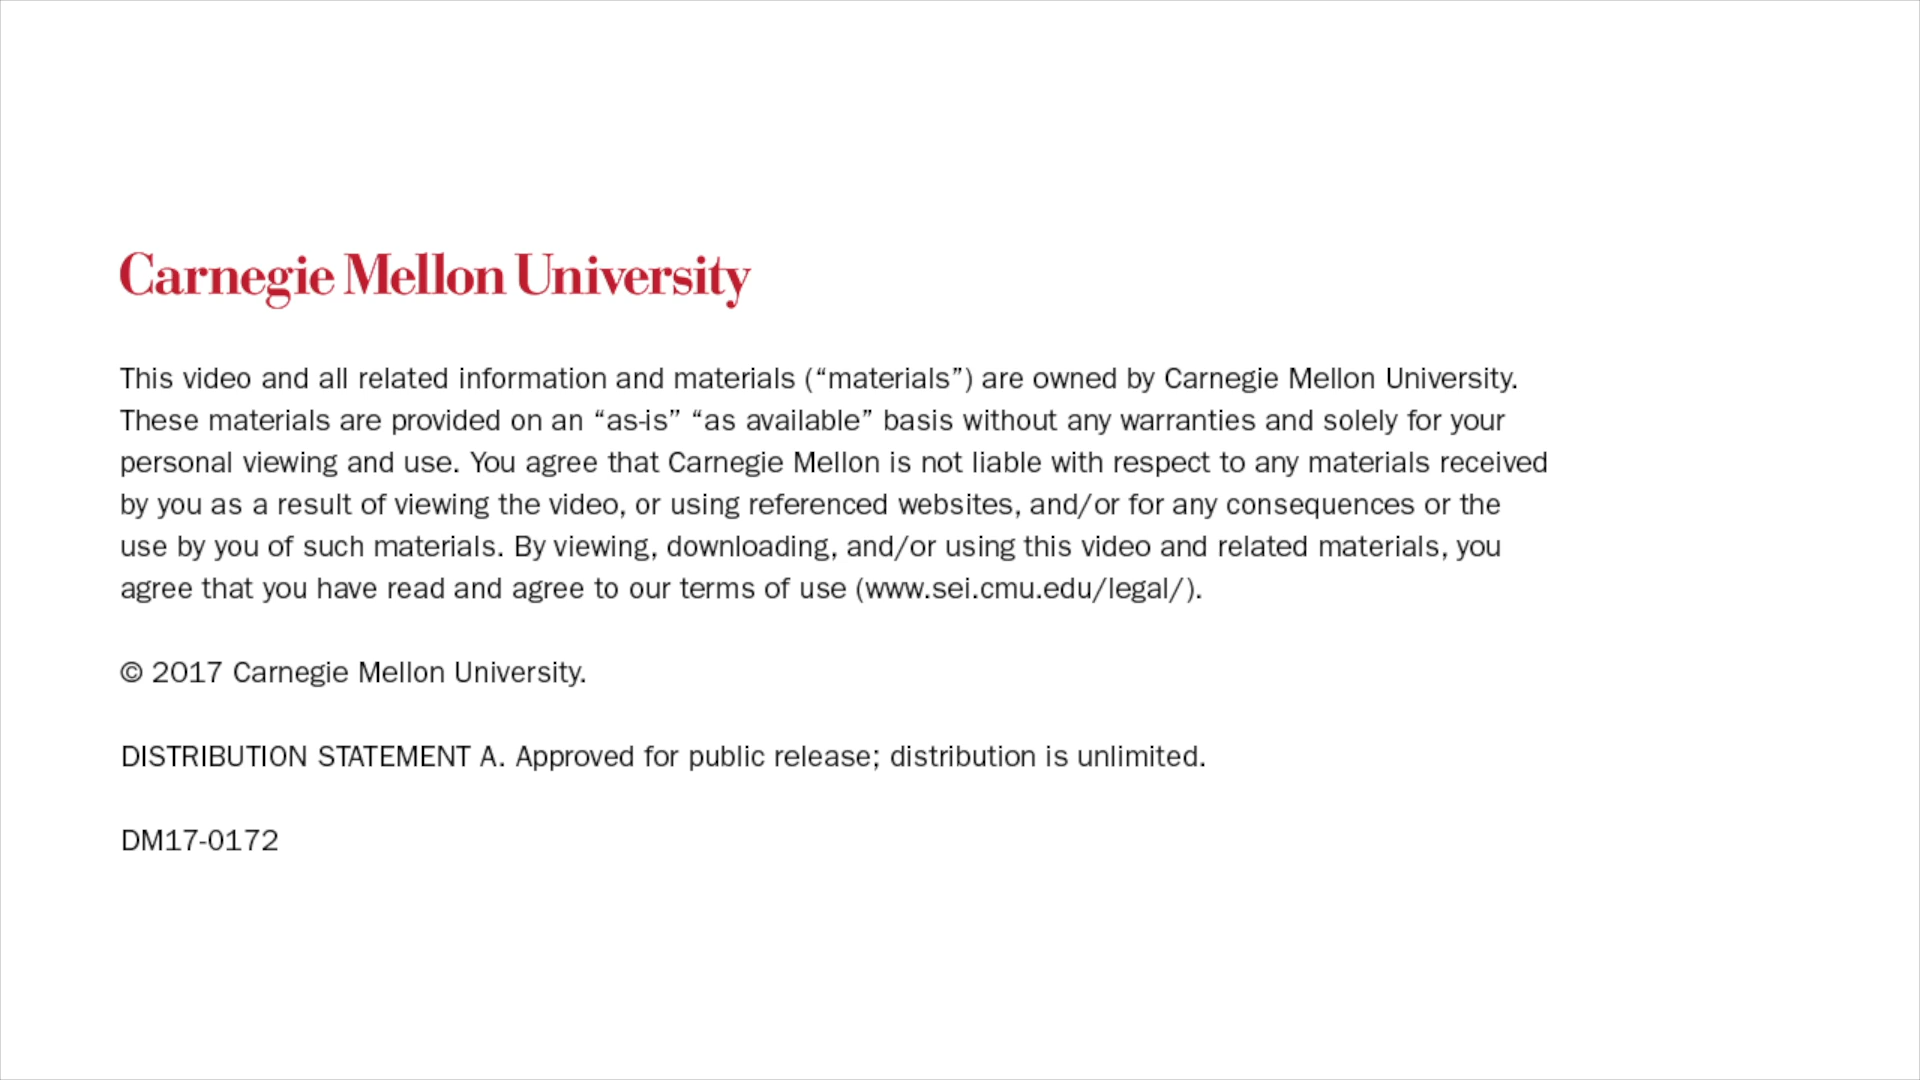 Carnegie Mellon University
This video and all related information and materials (“materials”) are owned by Carnegie Mellon University.
These materials are provided on an “as-is” “as available” basis without any warranties and solely for your
personal viewing and use. You agree that Carnegie Mellon is not liable with respect to any materials received
by you as a result of viewing the video, or using referenced websites, and/or for any consequences or the
use by you of such materials. By viewing, downloading, and/or using this video and related materials, you
agree that you have read and agree to our terms of use (www.sei.cmu.edu/legal/).
© 2017 Carnegie Mellon University.
DISTRIBUTION STATEMENT A. Approved for public release; distribution is unlimited.
DM17-0172